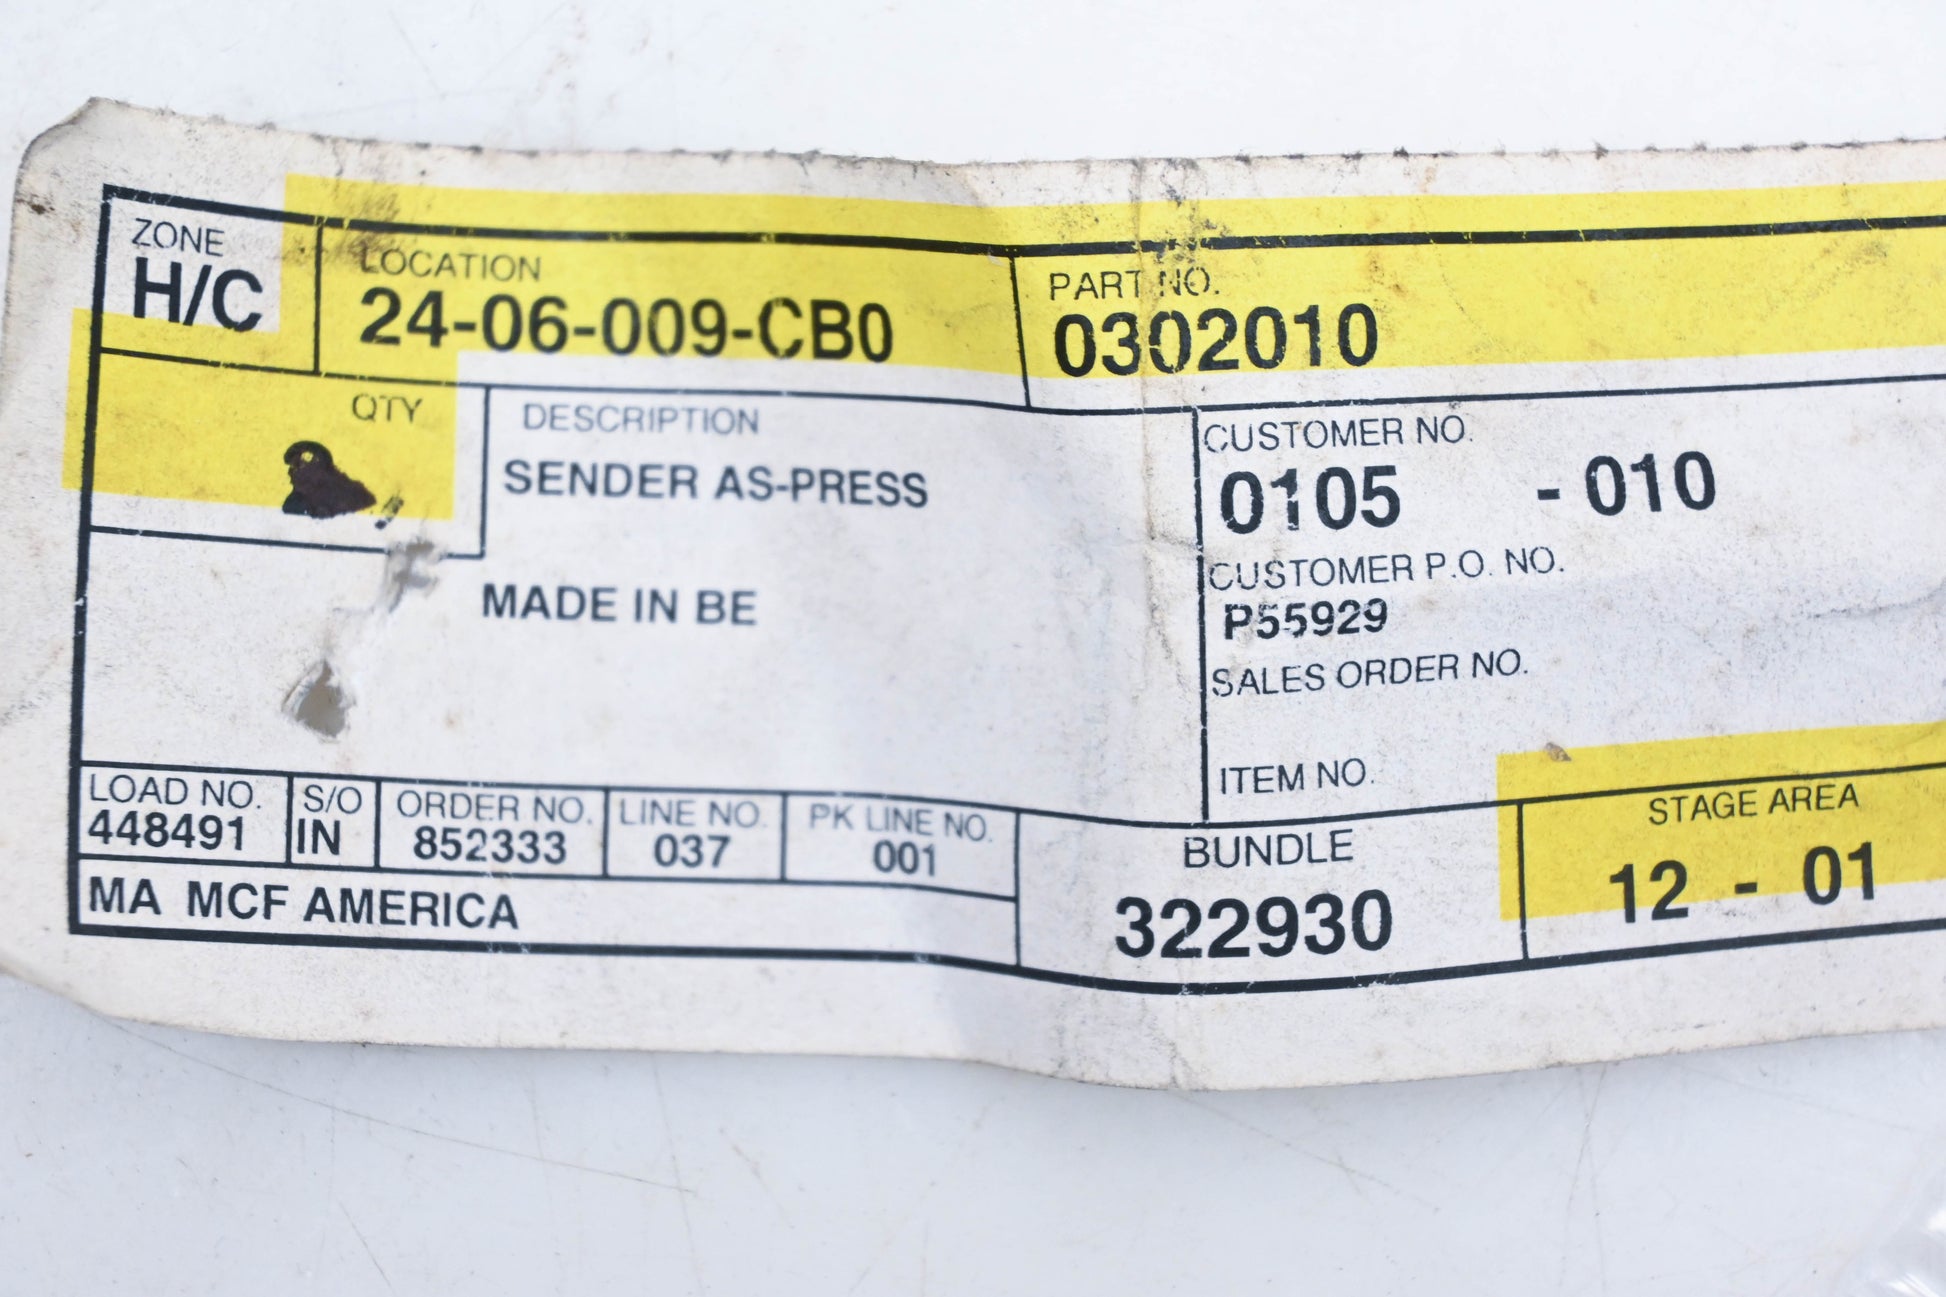 ZONE LOCATION PART NO.
H/C 24-06-009-CB0 0302010
QTY DESCRIPTION CUSTOMER NO.
SENDER AS-PRESS 0105 -010
CUSTOMER P.O. NO.
MADE IN BE P55929
SALES ORDER NO.
ITEM NO.
LOAD NO. S/O ORDER NO. LINE NO. PK LINE NO. BUNDLE STAGE AREA
448491 IN 852333 037 001 322930 12 - 01
MA MCF AMERICA